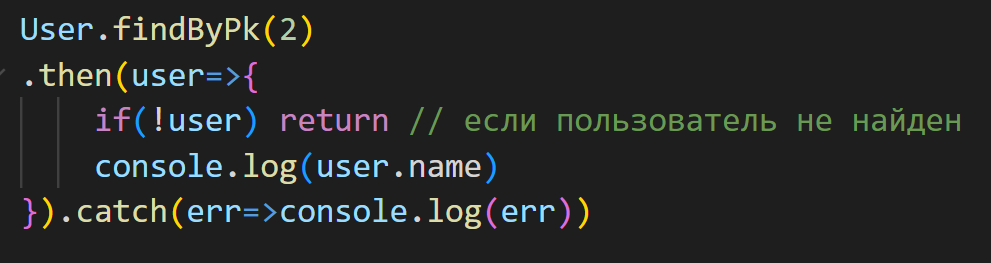 User.findByPk(2)
.then(user=>{
    if(!user) return // если пользователь не найден
    console.log(user.name)
}).catch(err=>console.log(err))